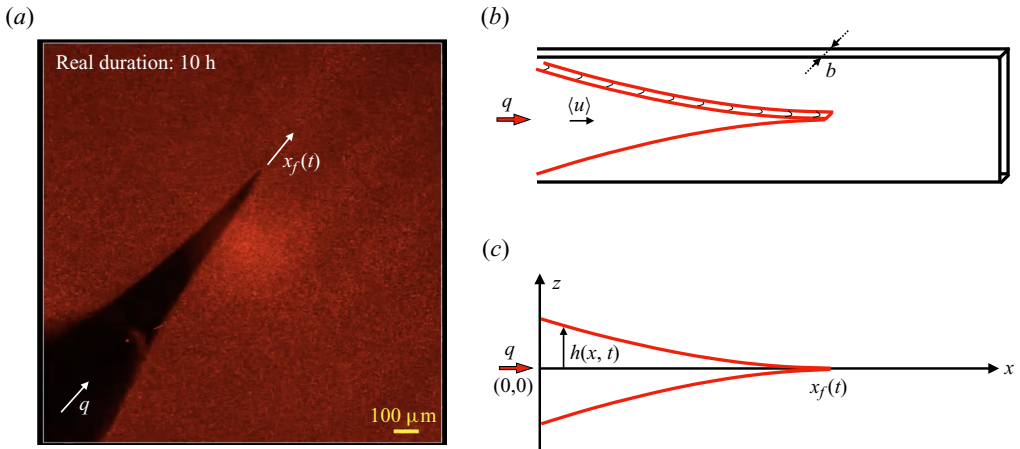 (a)
Real duration: 10 h
x_f(t)
q
100 μm
(b)
b
q
⟨u⟩
(c)
z
q
h(x, t)
(0,0)
x
x_f(t)